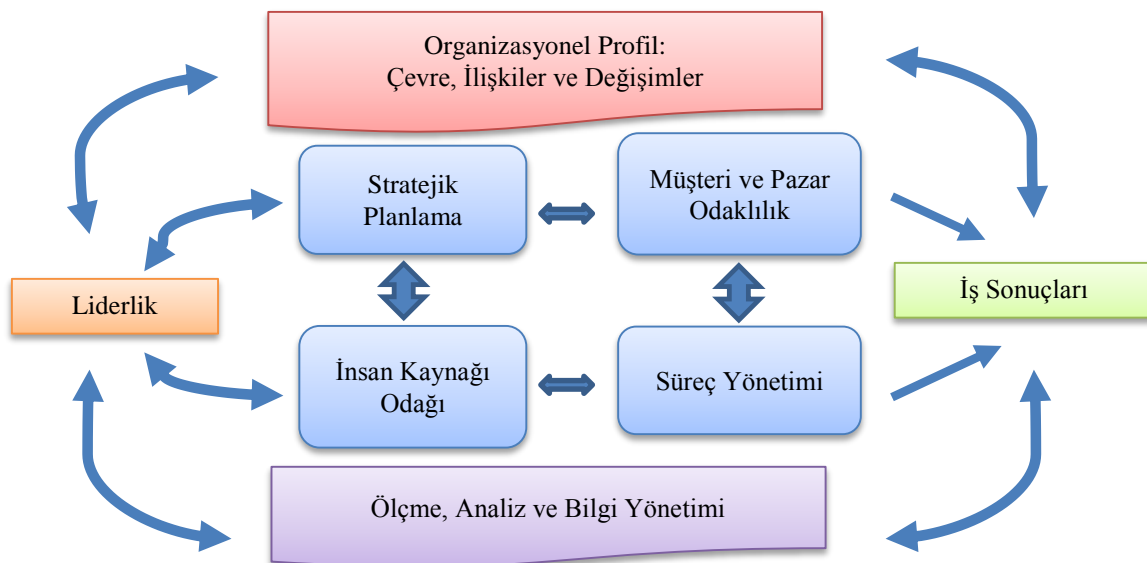 Organizasyonel Profil:
Çevre, İlişkiler ve Değişimler
Stratejik
Planlama
Müşteri ve Pazar
Odaklılık
Liderlik
İş Sonuçları
İnsan Kaynağı
Odağı
Süreç Yönetimi
Ölçme, Analiz ve Bilgi Yönetimi